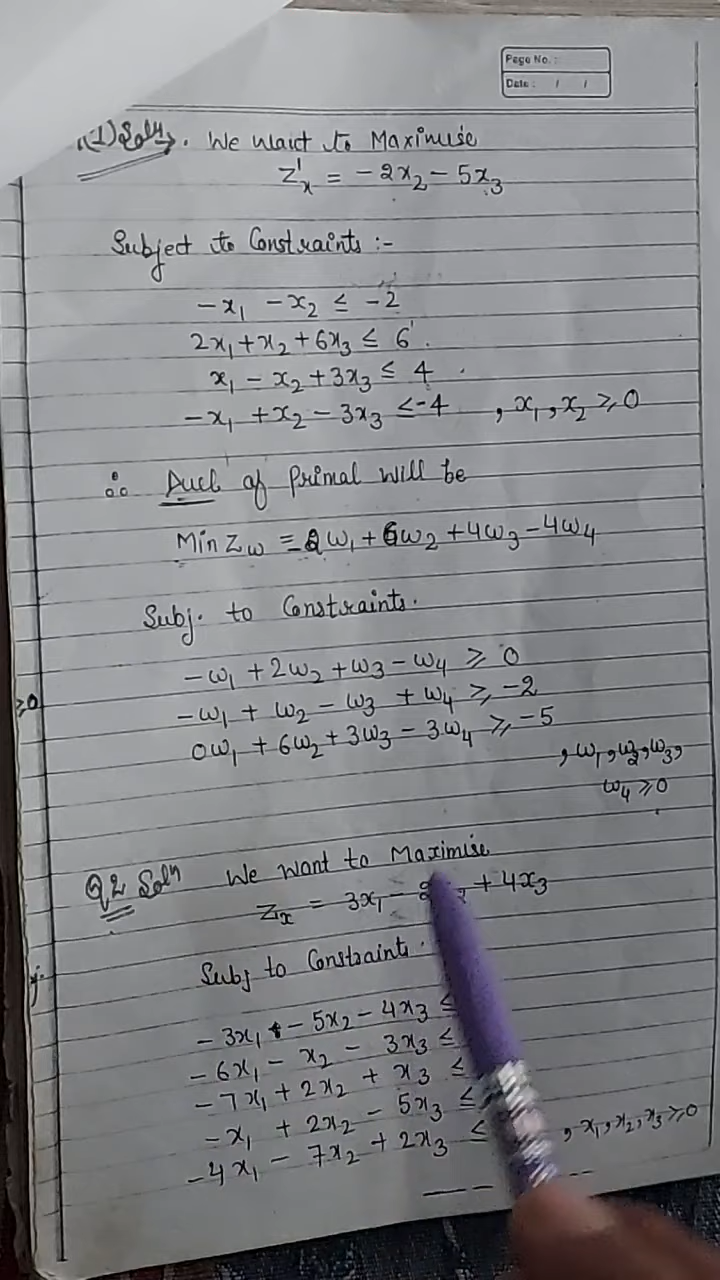 Page No. :
Date : / /
(1) Solⁿ →. We want to Maximise
Z'ₓ = -2x₂ - 5x₃
Subject to Constraints :-
-x₁ - x₂ ≤ -2
2x₁ + x₂ + 6x₃ ≤ 6
x₁ - x₂ + 3x₃ ≤ 4
-x₁ + x₂ - 3x₃ ≤ -4 , x₁, x₂ ≥ 0
∴ Dual of primal will be
Min Z_w = -2w₁ + 6w₂ + 4w₃ - 4w₄
Subj. to Constraints.
-w₁ + 2w₂ + w₃ - w₄ ≥ 0
≥0
-w₁ + w₂ - w₃ + w₄ ≥ -2
0w₁ + 6w₂ + 3w₃ - 3w₄ ≥ -5
, w₁, w₂, w₃,
w₄ ≥ 0
Q2 Solⁿ We want to Maximise
Zₓ = 3x₁ - 2 ₂ + 4x₃
Subj to Constraint.
-3x₁ - 5x₂ - 4x₃ ≤
-6x₁ - x₂ - 3x₃ ≤
-7x₁ + 2x₂ + x₃ ≤
-x₁ + 2x₂ - 5x₃ ≤
-4x₁ - 7x₂ + 2x₃ ≤ , x₁, x₂, x₃ ≥ 0